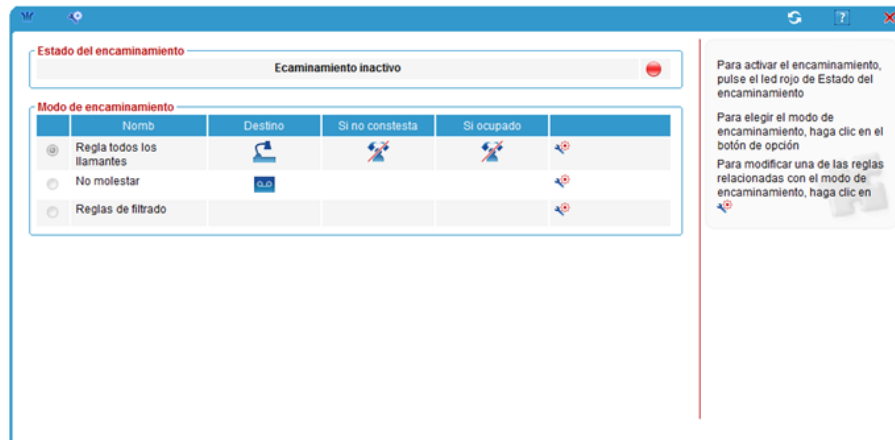 ?
Estado del encaminamiento
Ecaminamiento inactivo
Modo de encaminamiento
Nomb Destino Si no constesta Si ocupado
Regla todos los
llamantes
No molestar
Reglas de filtrado
Para activar el encaminamiento,
pulse el led rojo de Estado del
encaminamiento
Para elegir el modo de
encaminamiento, haga clic en el
botón de opción
Para modificar una de las reglas
relacionadas con el modo de
encaminamiento, haga clic en